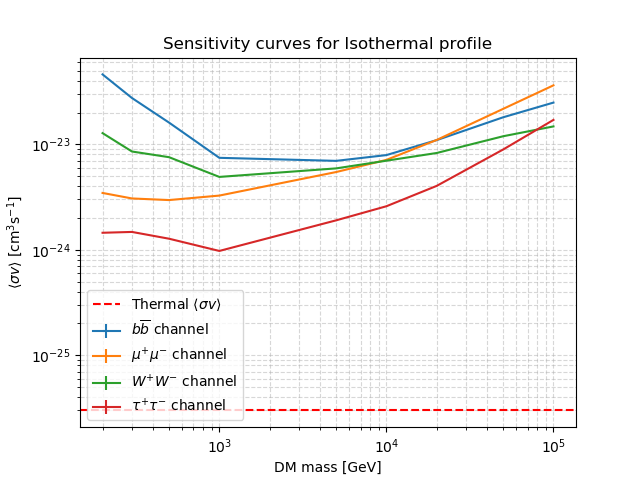 Sensitivity curves for Isothermal profile
⟨σv⟩ [cm³s⁻¹]
10⁻²³
10⁻²⁴
10⁻²⁵
Thermal ⟨σv⟩
bb̅ channel
μ⁺μ⁻ channel
W⁺W⁻ channel
τ⁺τ⁻ channel
10³ 10⁴ 10⁵
DM mass [GeV]